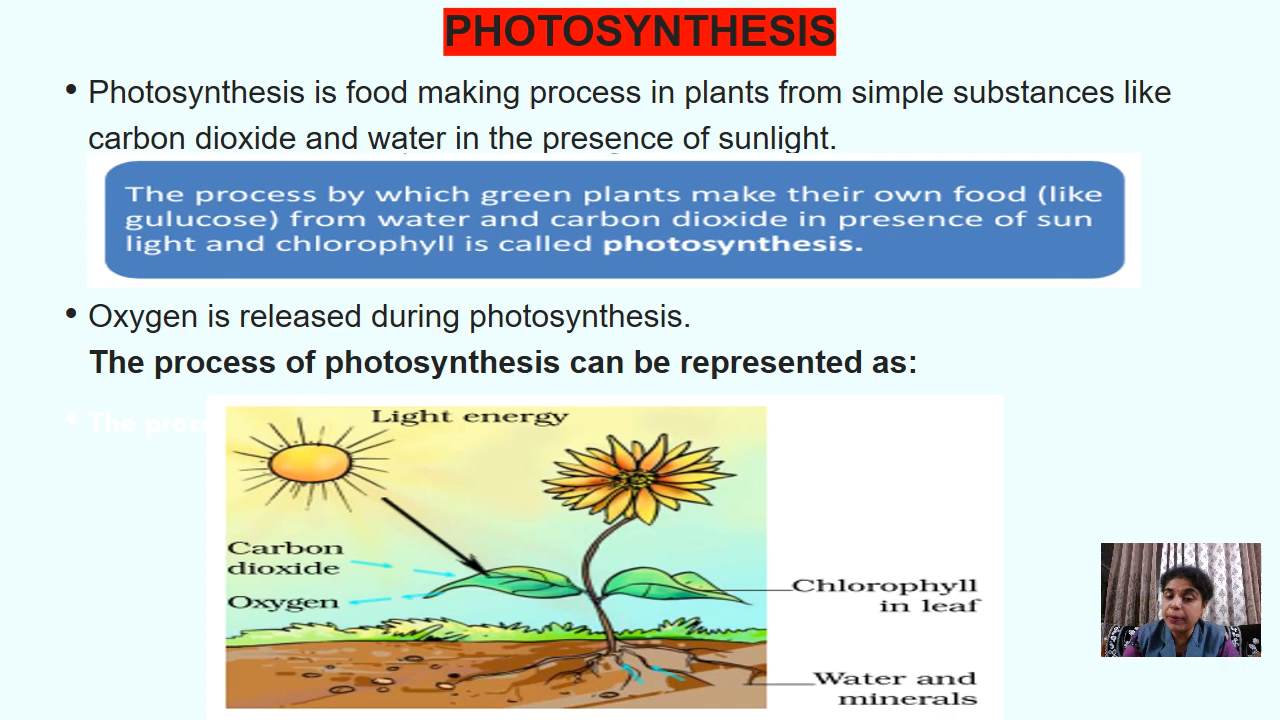 PHOTOSYNTHESIS
• Photosynthesis is food making process in plants from simple substances like
carbon dioxide and water in the presence of sunlight.
The process by which green plants make their own food (like
gulucose) from water and carbon dioxide in presence of sun
light and chlorophyll is called photosynthesis.
• Oxygen is released during photosynthesis.
The process of photosynthesis can be represented as:
• The
Light energy
Carbon
dioxide
Oxygen
Chlorophyll
in leaf
Water and
minerals